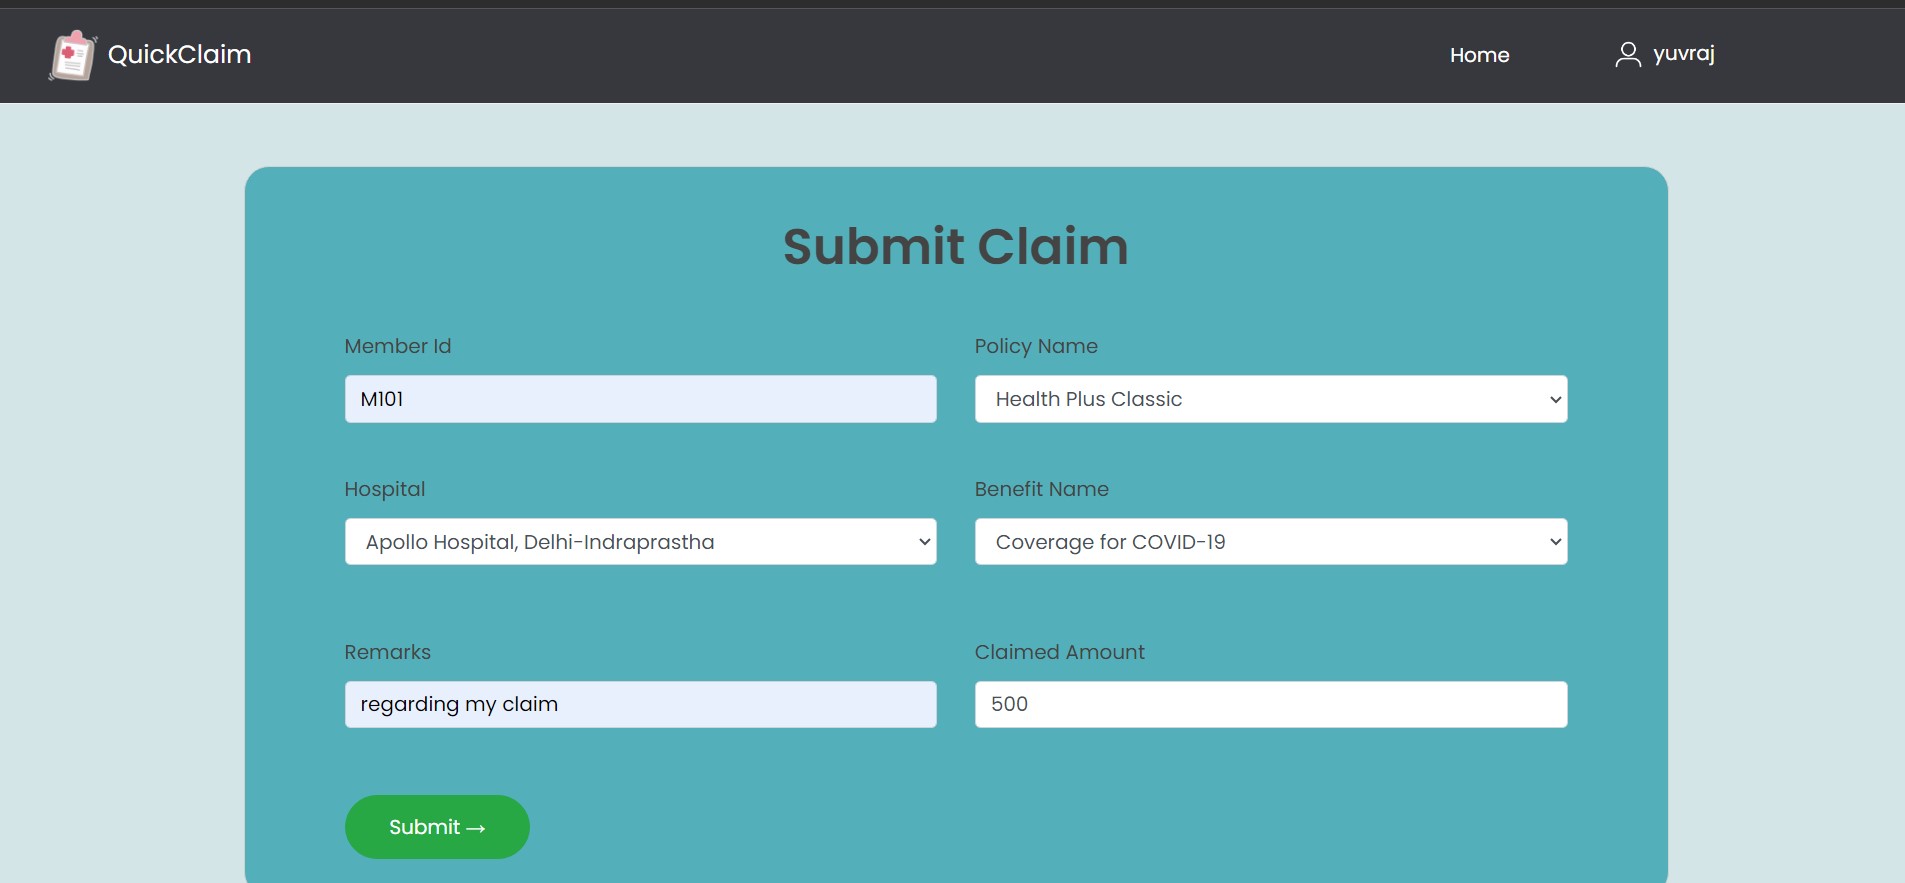 QuickClaim
Home
yuvraj
Submit Claim
Member Id
Policy Name
M101
Health Plus Classic
Hospital
Benefit Name
Apollo Hospital, Delhi-Indraprastha
Coverage for COVID-19
Remarks
Claimed Amount
regarding my claim
500
Submit →